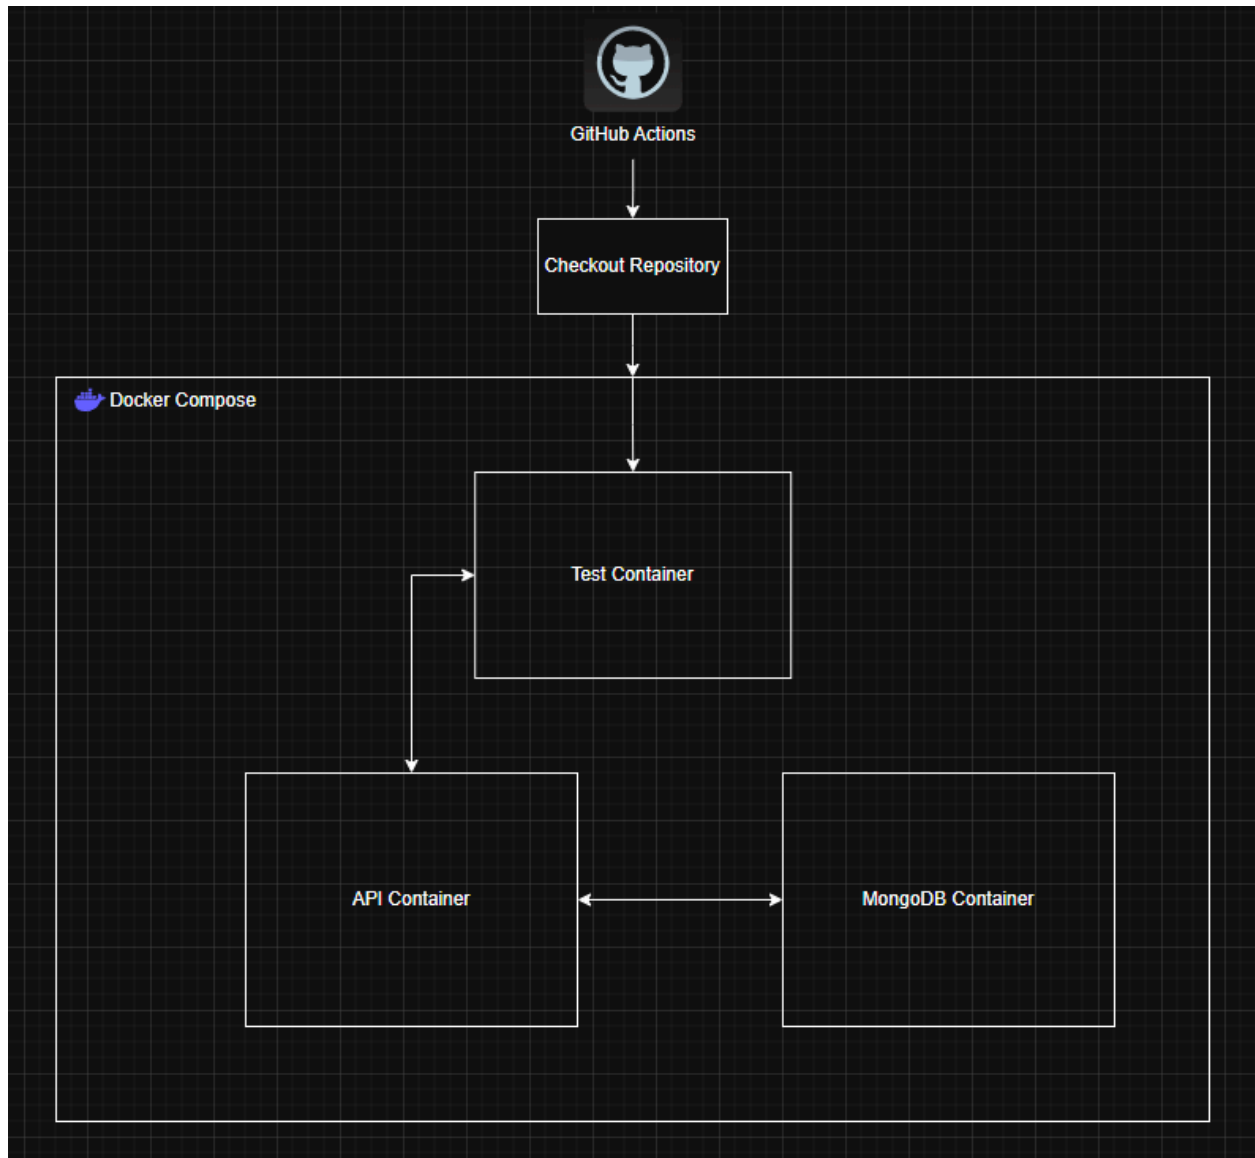 GitHub Actions
Checkout Repository
Docker Compose
Test Container
API Container
MongoDB Container